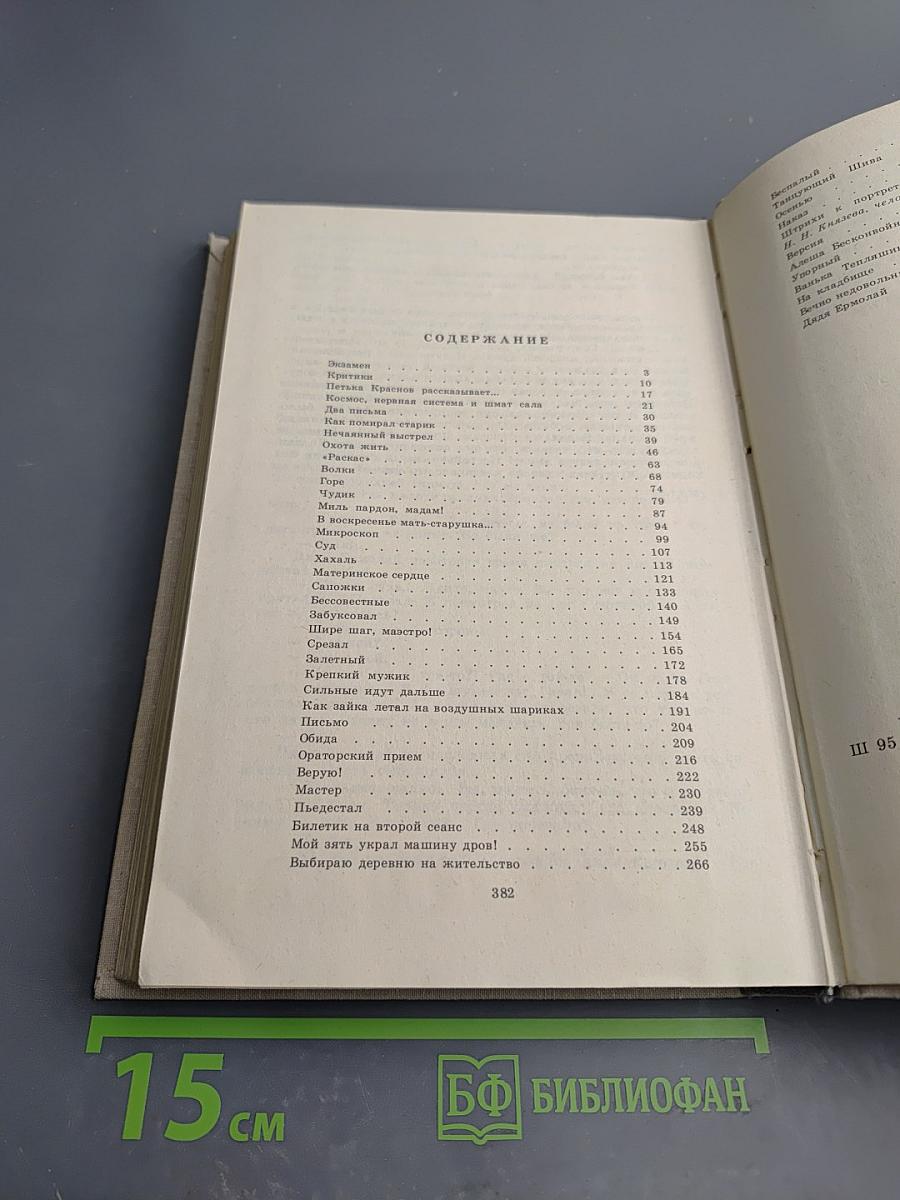 СОДЕРЖАНИЕ
Экзамен . . . . . . . . . . . . . . . . . . 3
Критики . . . . . . . . . . . . . . . . . . 10
Петька Краснов рассказывает... . . . . . . . . . 17
Космос, нервная система и шмат сала . . . . . . 21
Два письма . . . . . . . . . . . . . . . . . 30
Как помирал старик . . . . . . . . . . . . . . 35
Нечаянный выстрел . . . . . . . . . . . . . . 39
Охота жить . . . . . . . . . . . . . . . . . 46
«Раскас» . . . . . . . . . . . . . . . . . . 63
Волки . . . . . . . . . . . . . . . . . . . 68
Горе . . . . . . . . . . . . . . . . . . . 74
Чудик . . . . . . . . . . . . . . . . . . . 79
Миль пардон, мадам! . . . . . . . . . . . . . 87
В воскресенье мать-старушка... . . . . . . . . . 94
Микроскоп . . . . . . . . . . . . . . . . . 99
Суд . . . . . . . . . . . . . . . . . . . 107
Хахаль . . . . . . . . . . . . . . . . . . 113
Материнское сердце . . . . . . . . . . . . . 121
Сапожки . . . . . . . . . . . . . . . . . . 133
Бессовестные . . . . . . . . . . . . . . . . 140
Забуксовал . . . . . . . . . . . . . . . . . 149
Шире шаг, маэстро! . . . . . . . . . . . . . 154
Срезал . . . . . . . . . . . . . . . . . . 165
Залетный . . . . . . . . . . . . . . . . . 172
Крепкий мужик . . . . . . . . . . . . . . . 178
Сильные идут дальше . . . . . . . . . . . . . 184
Как зайка летал на воздушных шариках . . . . . . 191
Письмо . . . . . . . . . . . . . . . . . . 204
Обида . . . . . . . . . . . . . . . . . . . 209
Ораторский прием . . . . . . . . . . . . . . 216
Верую! . . . . . . . . . . . . . . . . . . 222
Мастер . . . . . . . . . . . . . . . . . . 230
Пьедестал . . . . . . . . . . . . . . . . . 239
Билетик на второй сеанс . . . . . . . . . . . . 248
Мой зять украл машину дров! . . . . . . . . . . 255
Выбираю деревню на жительство . . . . . . . . . 266
382
Беспалый . . . .
Танцующий Шива
Осенью . . . .
Наказ . . . .
Штрихи к портрет
Н. Н. Князева, чело
Версия . . .
Алеша Бесконвойн
Упорный . . .
Ванька Тепляшин
На кладбище . .
Вечно недовольн
Дядя Ермолай
Ш 95
15 см
БФ БИБЛИОФАН